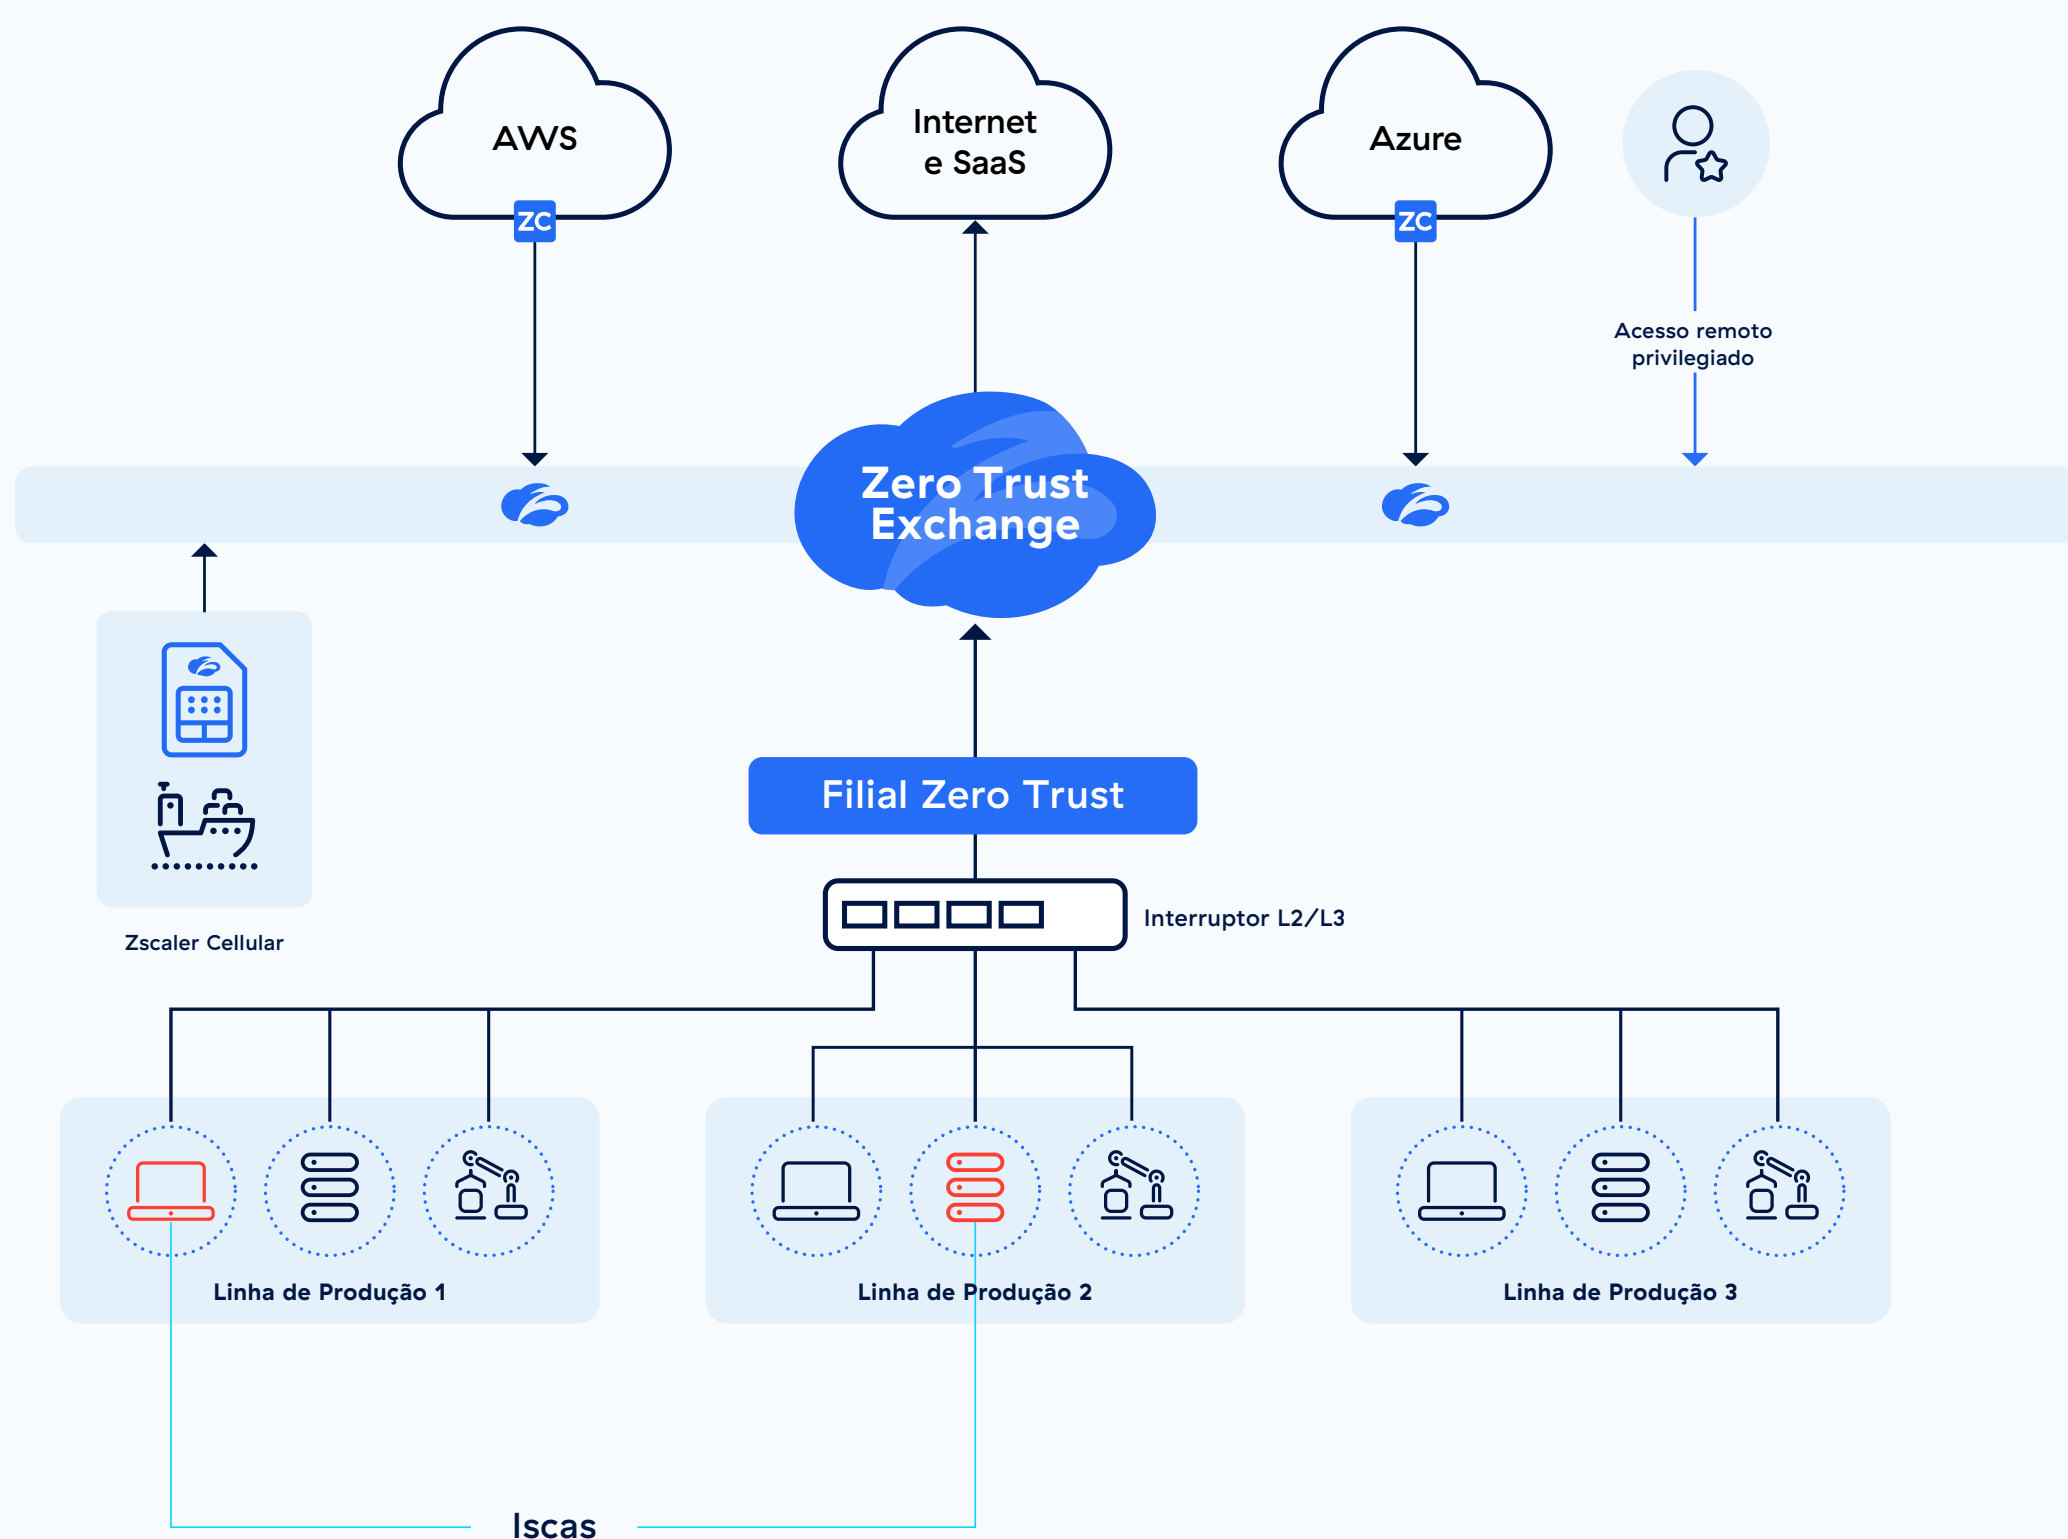 AWS
Internet
e SaaS
Azure
ZC
ZC
Acesso remoto
privilegiado
Zero Trust
Exchange
Filial Zero Trust
Interruptor L2/L3
Zscaler Cellular
Linha de Produção 1
Linha de Produção 2
Linha de Produção 3
Iscas